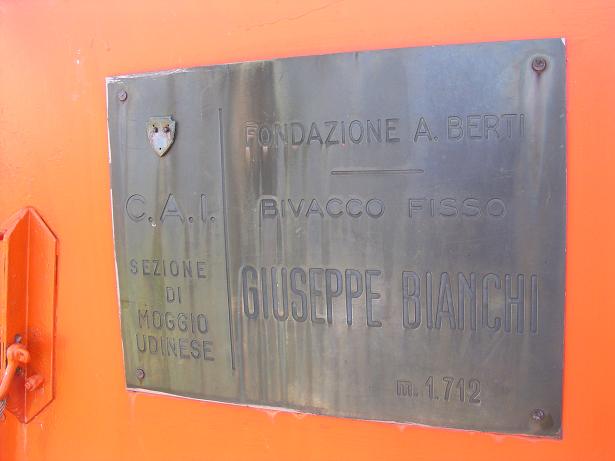 C.A.I.
SEZIONE
DI
MOGGIO
UDINESE
FONDAZIONE A. BERTI
BIVACCO FISSO
GIUSEPPE BIANCHI
m. 1.712